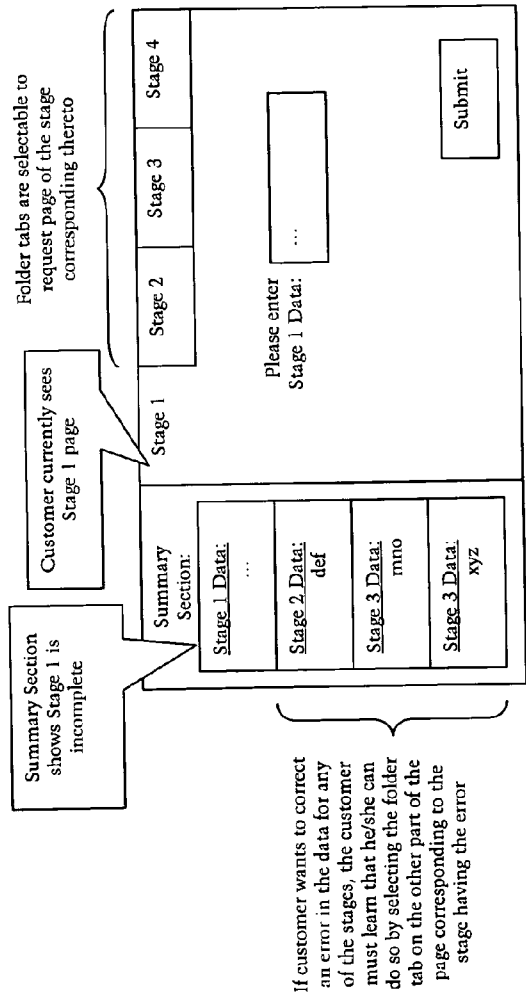 Summary Section
shows Stage 1 is
incomplete
Customer currently sees
Stage 1 page
Folder tabs are selectable to
request page of the stage
corresponding thereto
Summary
Section:
Stage 1 Data:
...
Stage 2 Data:
def
Stage 3 Data:
mno
Stage 3 Data:
xyz
Stage 1
Stage 2
Stage 3
Stage 4
Please enter
Stage 1 Data:
...
Submit
If customer wants to correct
an error in the data for any
of the stages, the customer
must learn that he/she can
do so by selecting the folder
tab on the other part of the
page corresponding to the
stage having the error